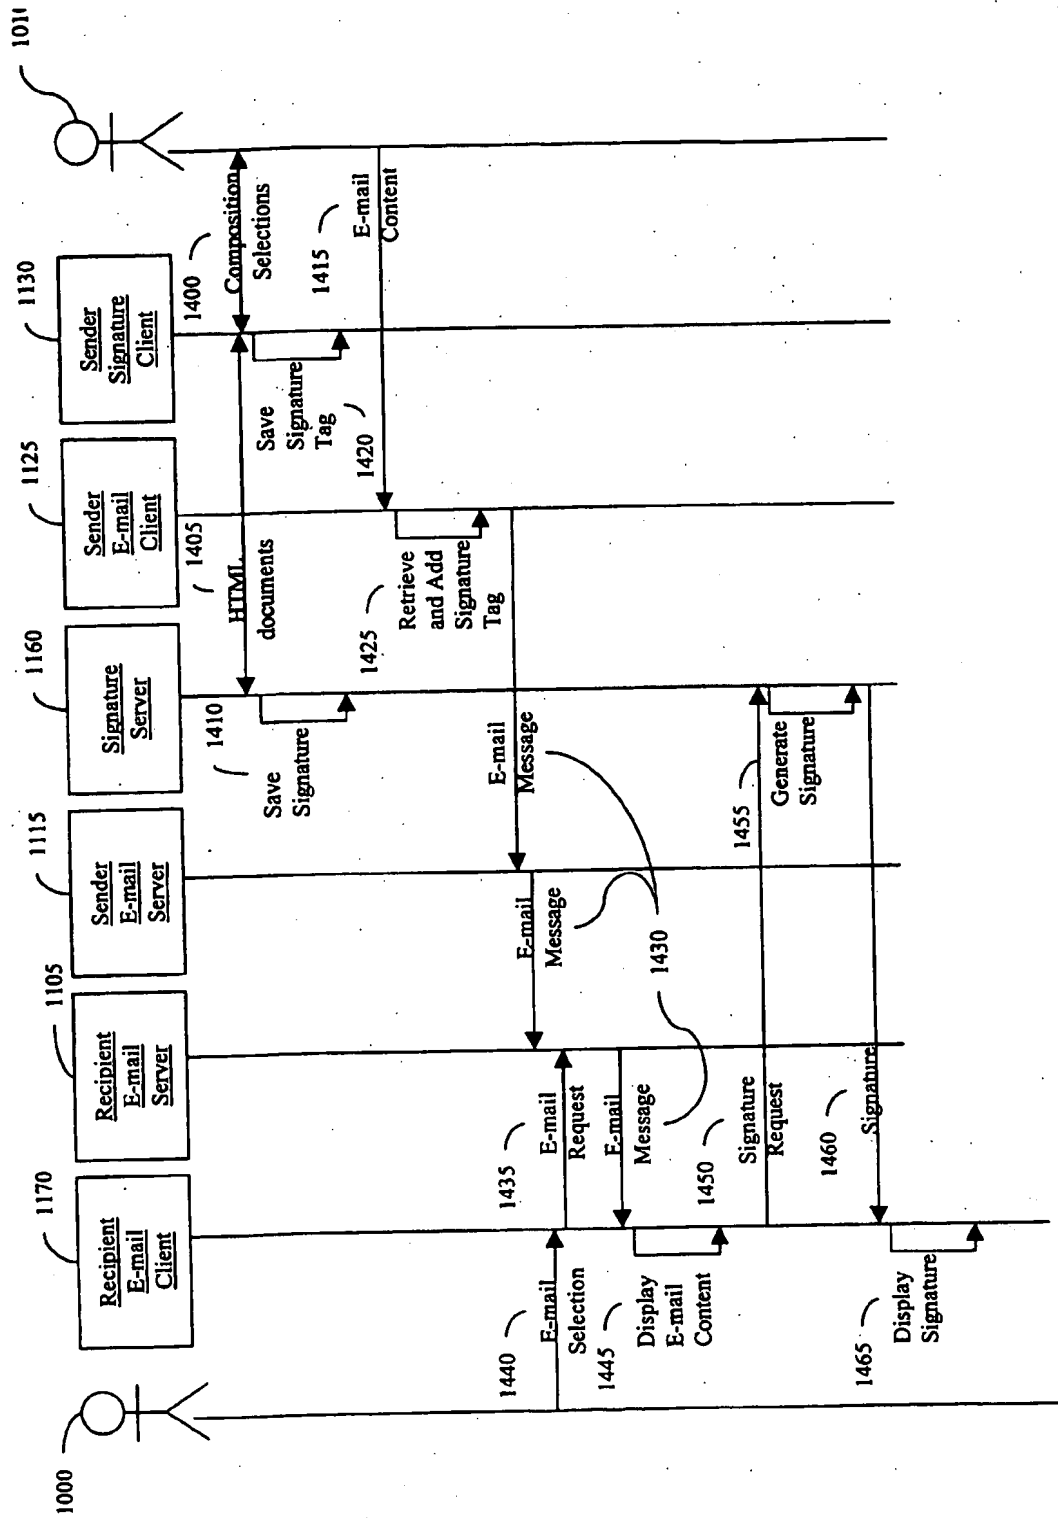 1000
1170
Recipient
E-mail
Client
1105
Recipient
E-mail
Server
1115
Sender
E-mail
Server
1160
Signature
Server
1125
Sender
E-mail
Client
1130
Sender
Signature
Client
1400
Composition
Selections
1405
HTML
documents
1410
Save
Signature
Save
Signature
Tag
1415
E-mail
Content
1420
1425
Retrieve
and Add
Signature
Tag
E-mail
Message
E-mail
Message
1430
1435
E-mail
Request
1440
E-mail
Selection
E-mail
Message
1445
Display
E-mail
Content
1450
Signature
Request
1455
Generate
Signature
1460
Signature
1465
Display
Signature